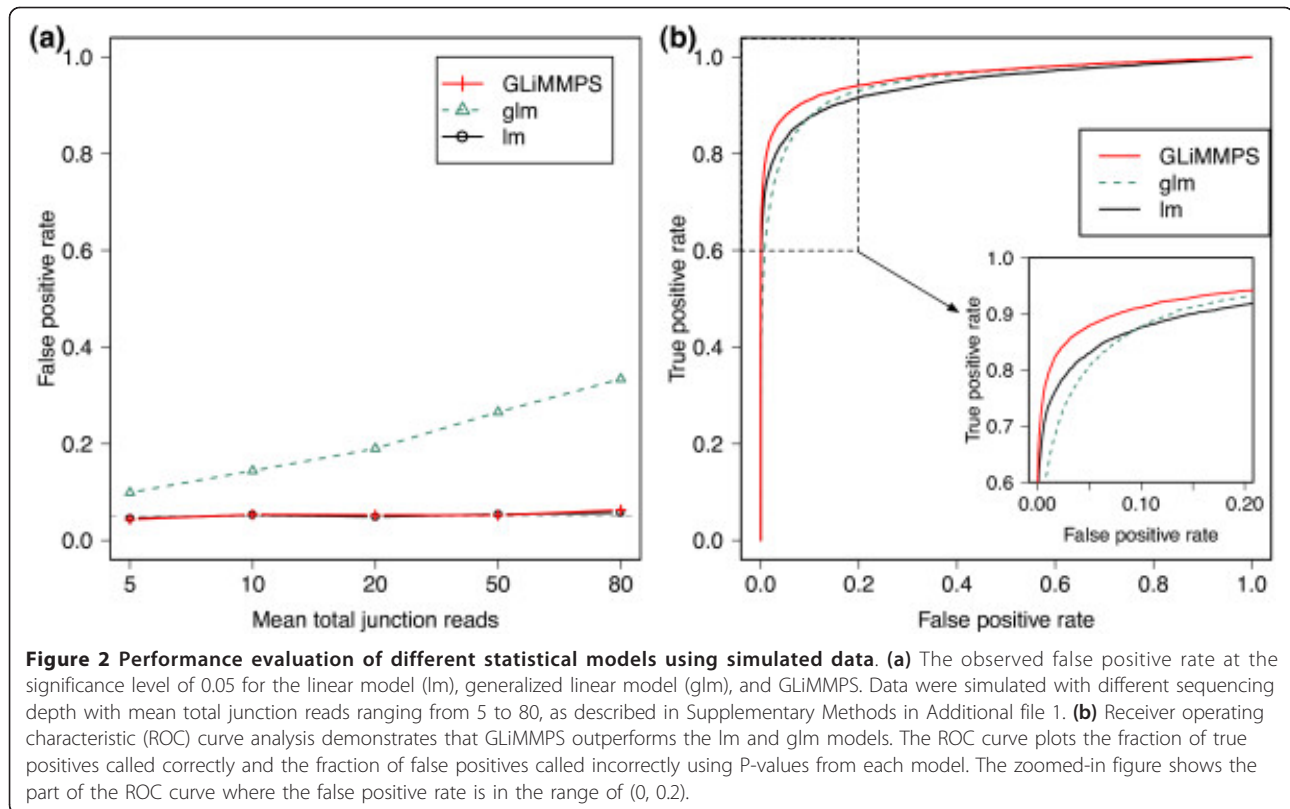 (a)
GLiMMPS
glm
lm
False positive rate
1.0
0.8
0.6
0.4
0.2
0.0
5 10 20 50 80
Mean total junction reads
(b)
GLiMMPS
glm
lm
True positive rate
1.0
0.8
0.6
0.4
0.2
0.0
0.0 0.2 0.4 0.6 0.8 1.0
False positive rate
True positive rate
1.0
0.9
0.8
0.7
0.6
0.00 0.10 0.20
False positive rate
Figure 2 Performance evaluation of different statistical models using simulated data. (a) The observed false positive rate at the
significance level of 0.05 for the linear model (lm), generalized linear model (glm), and GLiMMPS. Data were simulated with different sequencing
depth with mean total junction reads ranging from 5 to 80, as described in Supplementary Methods in Additional file 1. (b) Receiver operating
characteristic (ROC) curve analysis demonstrates that GLiMMPS outperforms the lm and glm models. The ROC curve plots the fraction of true
positives called correctly and the fraction of false positives called incorrectly using P-values from each model. The zoomed-in figure shows the
part of the ROC curve where the false positive rate is in the range of (0, 0.2).